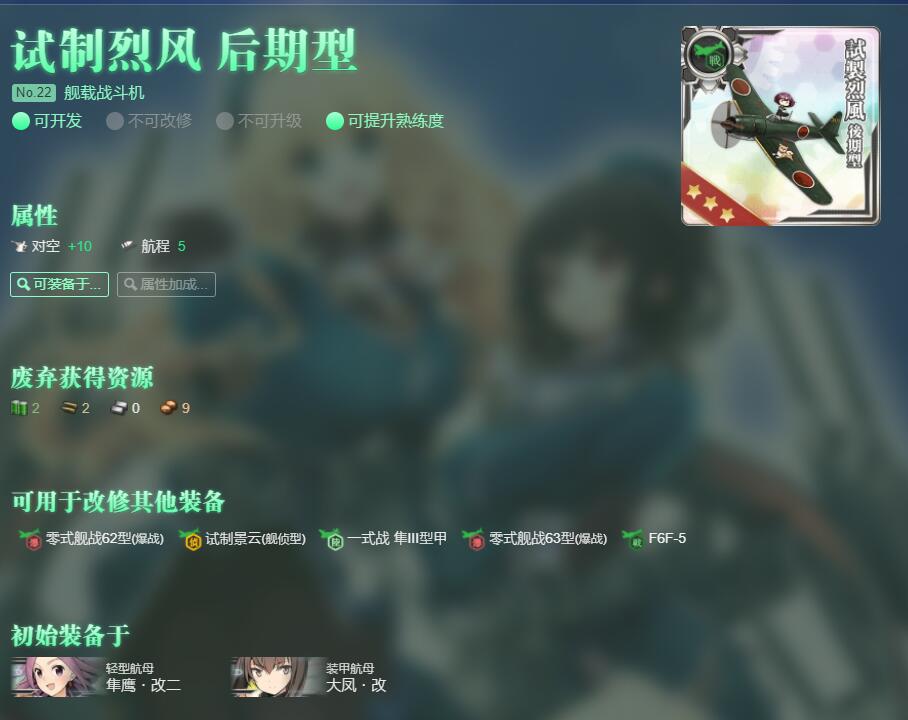 试制烈风 后期型
No.22 舰载战斗机
可开发 不可改修 不可升级 可提升熟练度
試製烈風 後期型
戦
属性
对空 +10 航程 5
可装备于... 属性加成...
废弃获得资源
2 2 0 9
可用于改修其他装备
零式舰战62型(爆战) 试制景云(舰侦型) 一式战 隼III型甲 零式舰战63型(爆战) F6F-5
初始装备于
轻型航母 装甲航母
隼鹰・改二 大凤・改